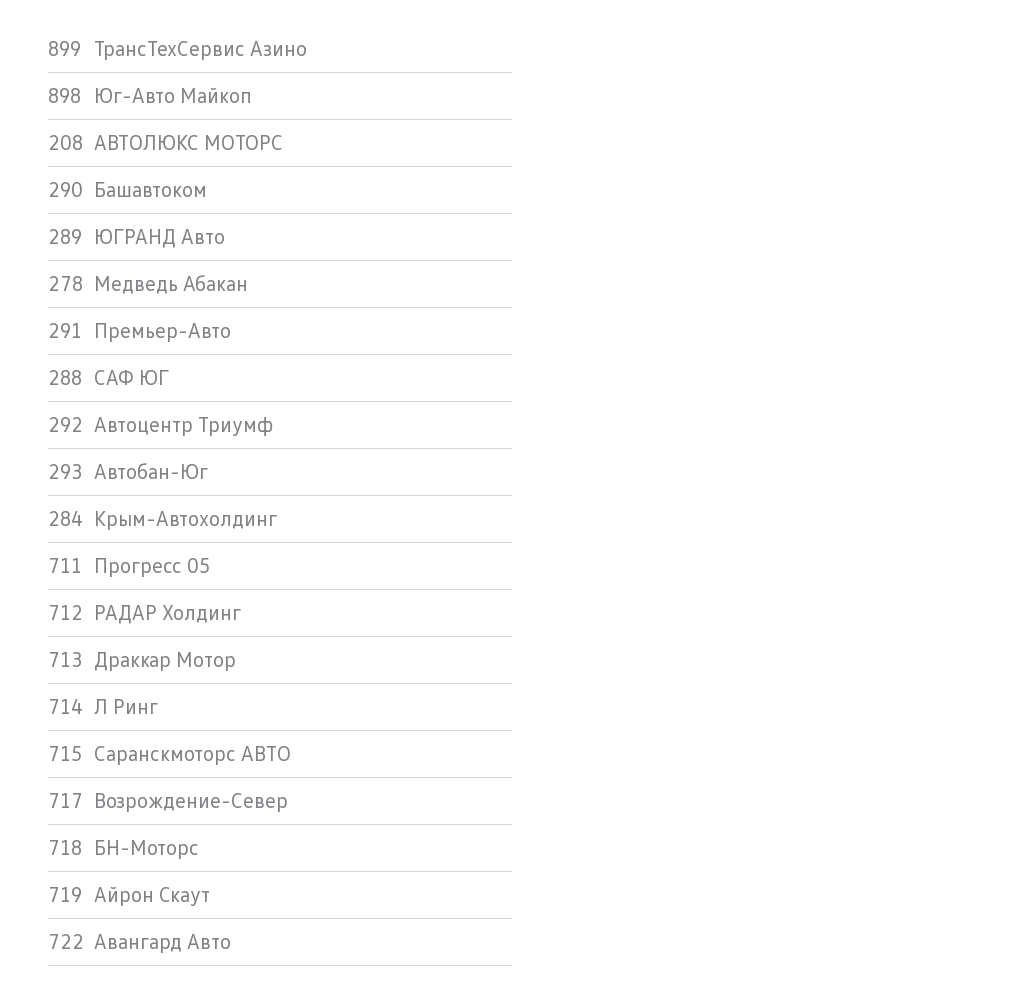 899 ТрансТехСервис Азино
898 Юг-Авто Майкоп
208 АВТОЛЮКС МОТОРС
290 Башавтоком
289 ЮГРАНД Авто
278 Медведь Абакан
291 Премьер-Авто
288 САФ ЮГ
292 Автоцентр Триумф
293 Автобан-Юг
284 Крым-Автохолдинг
711 Прогресс 05
712 РАДАР Холдинг
713 Драккар Мотор
714 Л Ринг
715 Саранскмоторс АВТО
717 Возрождение-Север
718 БН-Моторс
719 Айрон Скаут
722 Авангард Авто